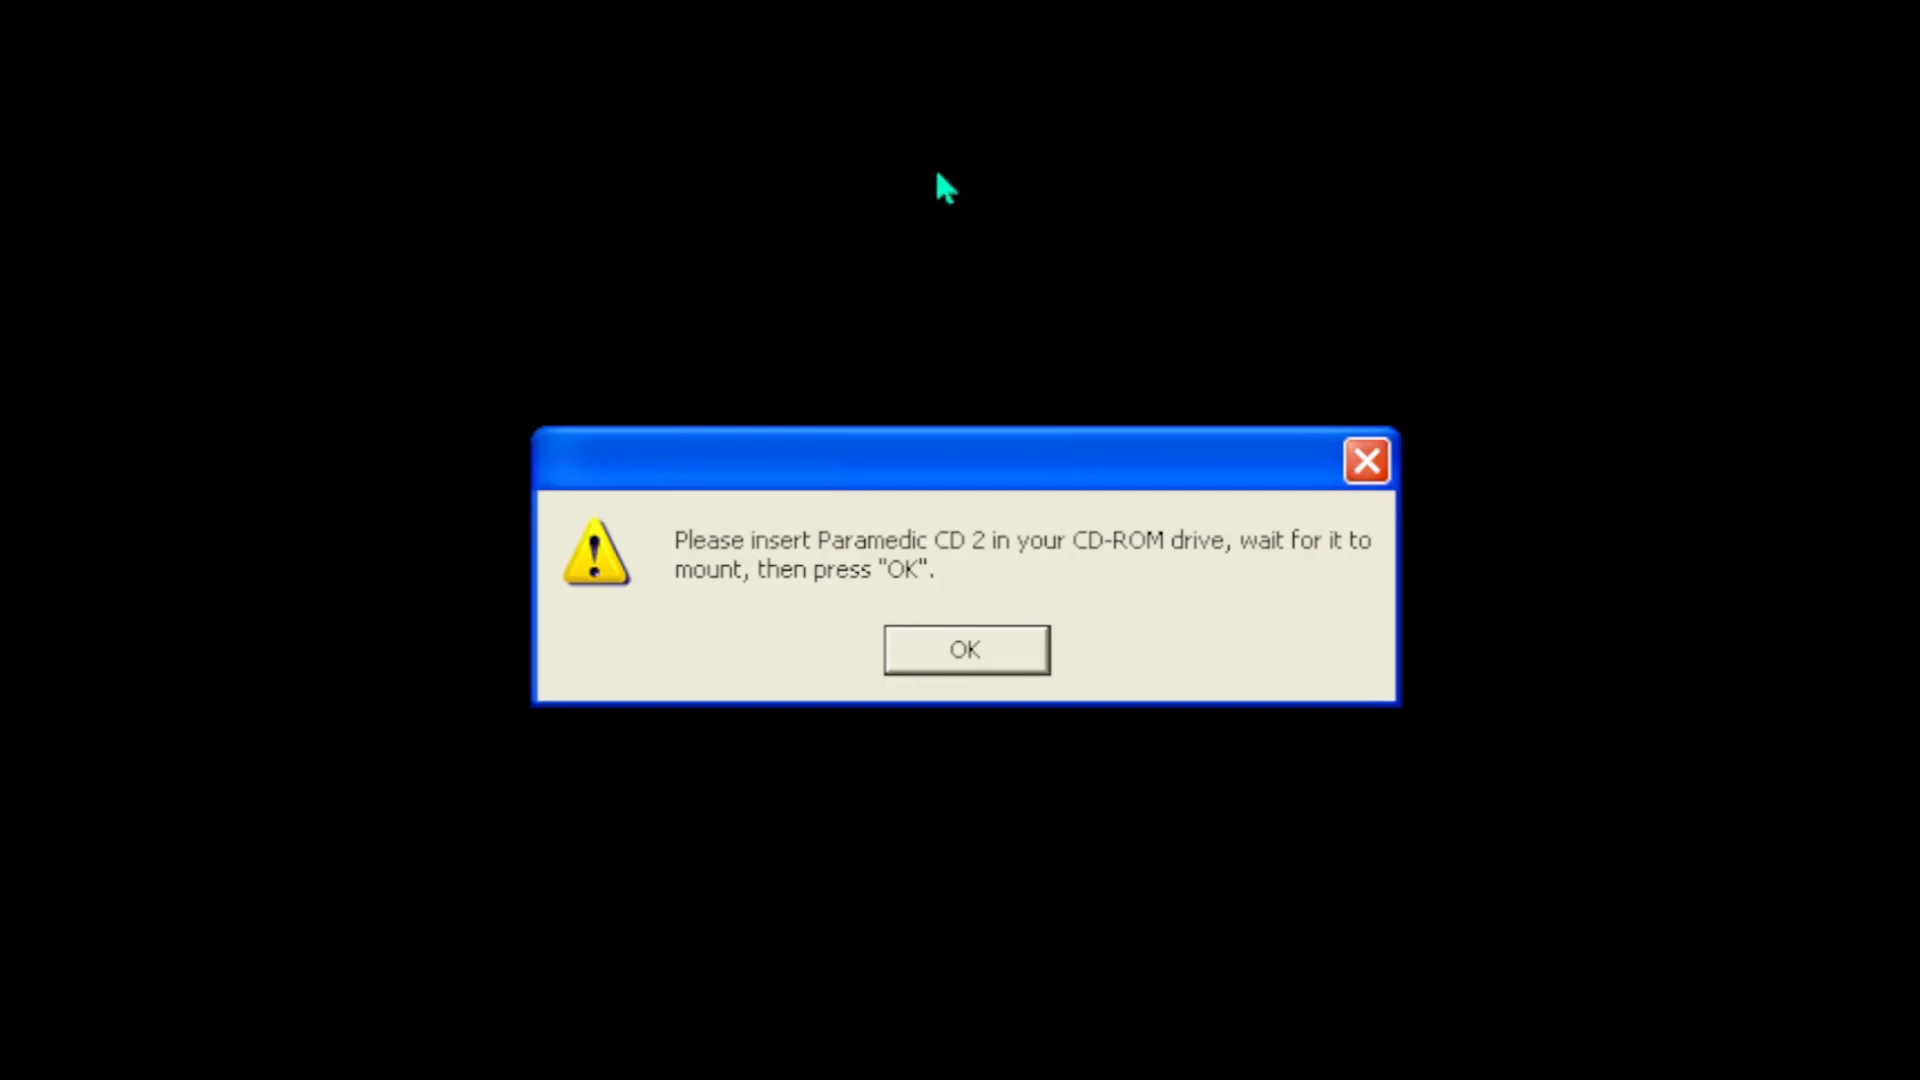 Please insert Paramedic CD 2 in your CD-ROM drive, wait for it to
mount, then press "OK".
OK